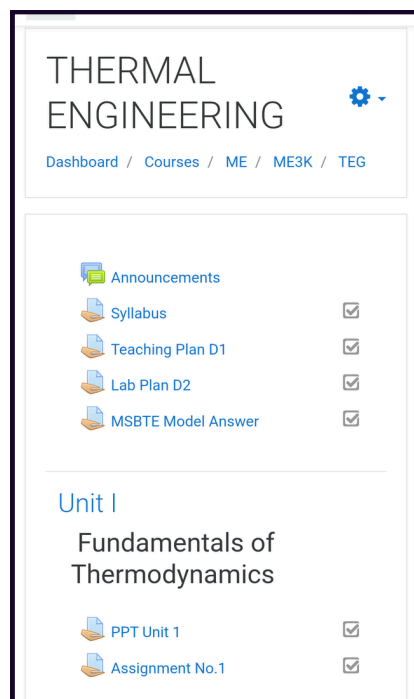 THERMAL
ENGINEERING
Dashboard / Courses / ME / ME3K / TEG
Announcements
Syllabus
Teaching Plan D1
Lab Plan D2
MSBTE Model Answer
Unit I
Fundamentals of
Thermodynamics
PPT Unit 1
Assignment No.1